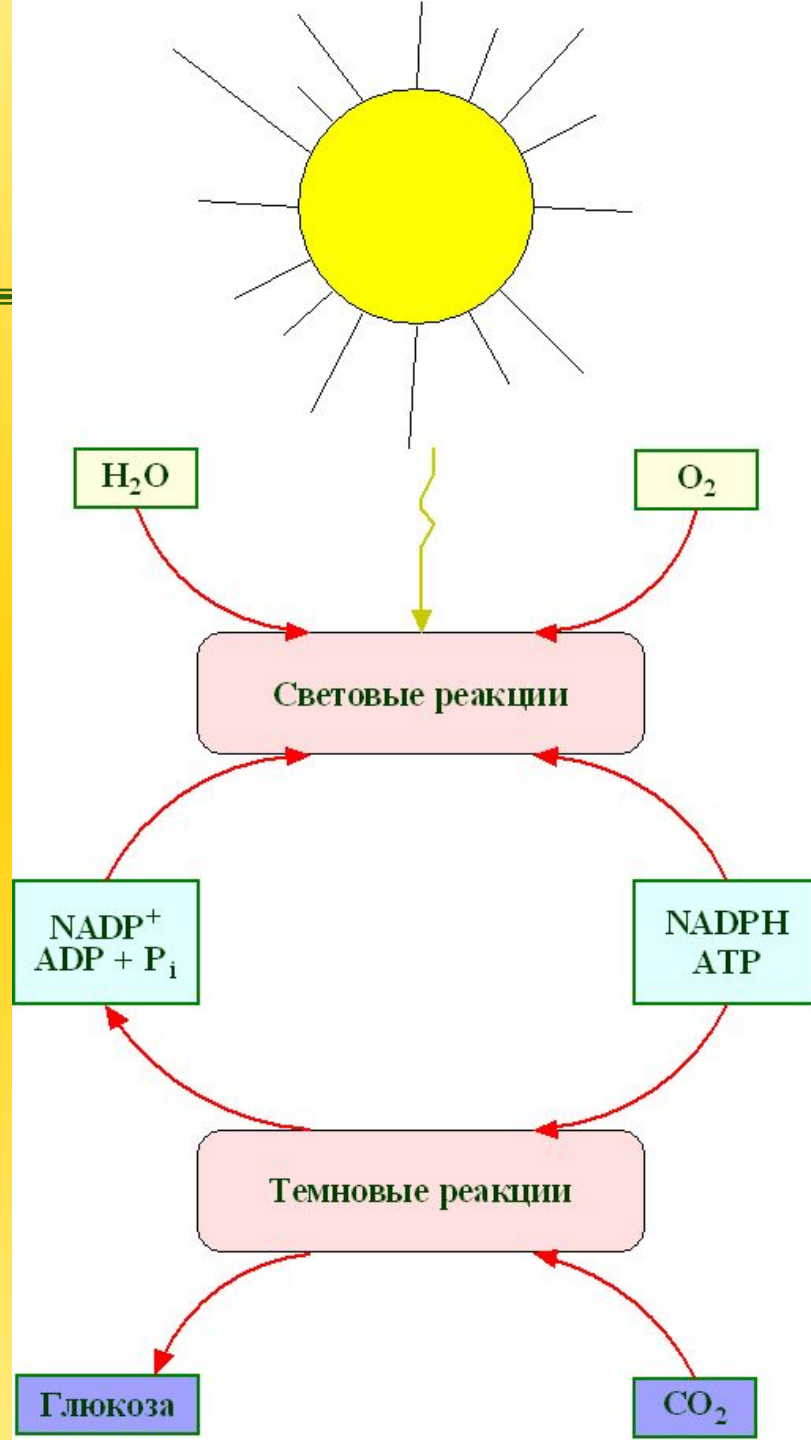 H₂O
O₂
Световые реакции
NADP⁺
ADP + Pᵢ
NADPH
ATP
Темновые реакции
Глюкоза
CO₂